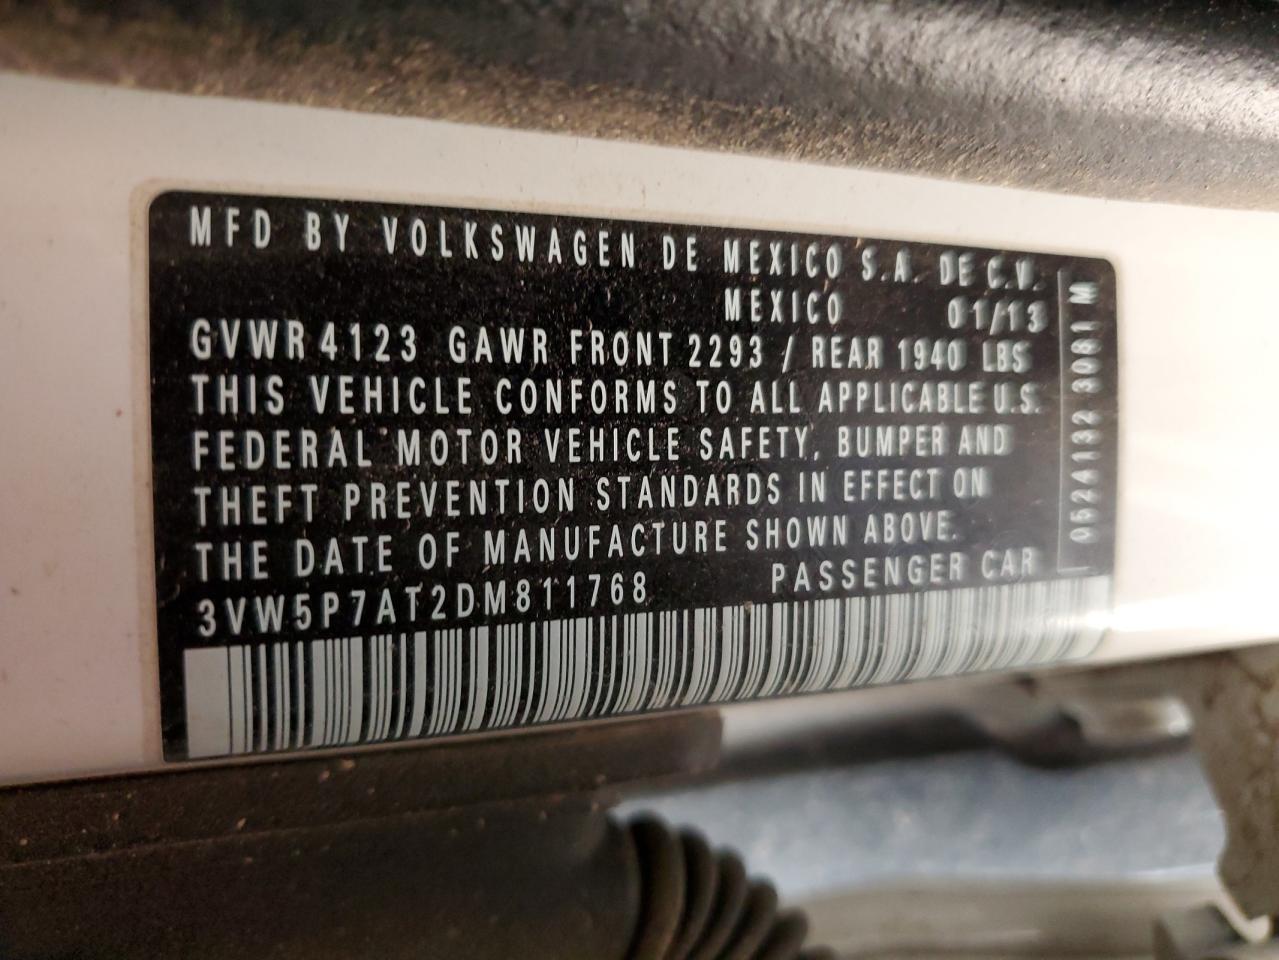 MFD BY VOLKSWAGEN DE MEXICO S.A. DE C.V.
MEXICO 01/13
GVWR 4123 GAWR FRONT 2293 / REAR 1940 LBS
THIS VEHICLE CONFORMS TO ALL APPLICABLE U.S.
FEDERAL MOTOR VEHICLE SAFETY, BUMPER AND
THEFT PREVENTION STANDARDS IN EFFECT ON
THE DATE OF MANUFACTURE SHOWN ABOVE.
3VW5P7AT2DM811768 PASSENGER CAR
0524132 3081 M